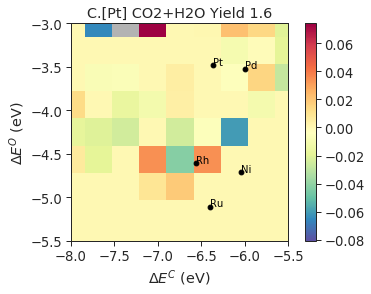 C.[Pt] CO2+H2O Yield 1.6
−3.0
−3.5
−4.0
−4.5
−5.0
−5.5
ΔE^O (eV)
−8.0 −7.5 −7.0 −6.5 −6.0 −5.5
ΔE^C (eV)
Pt
Pd
Rh
Ni
Ru
0.06
0.04
0.02
0.00
−0.02
−0.04
−0.06
−0.08